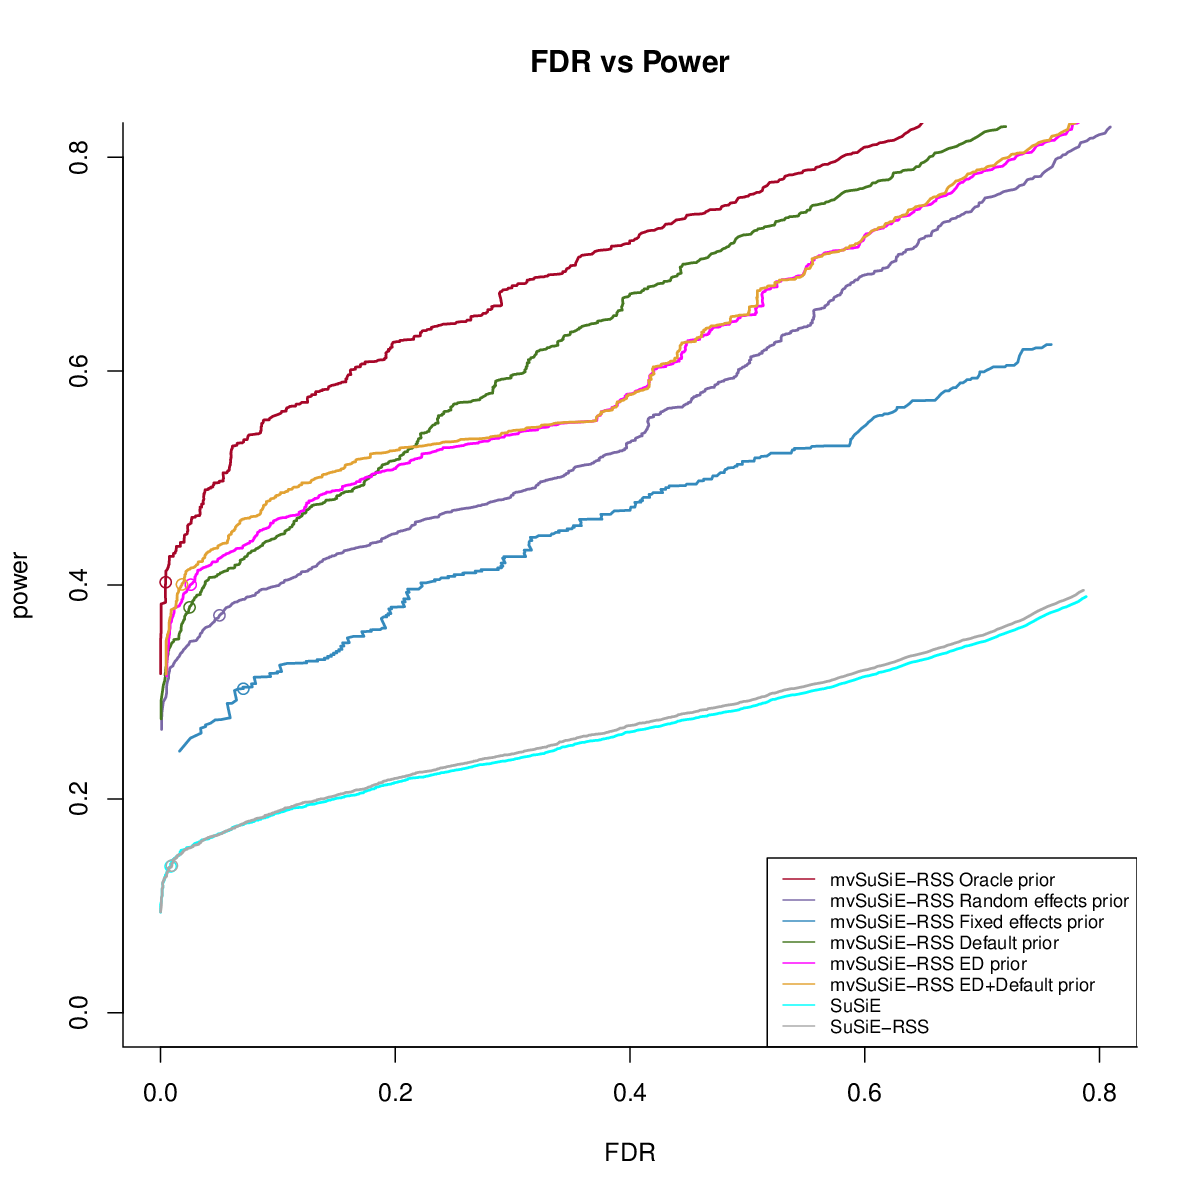 FDR vs Power
power
0.8
0.6
0.4
0.2
0.0
mvSuSiE−RSS Oracle prior
mvSuSiE−RSS Random effects prior
mvSuSiE−RSS Fixed effects prior
mvSuSiE−RSS Default prior
mvSuSiE−RSS ED prior
mvSuSiE−RSS ED+Default prior
SuSiE
SuSiE−RSS
0.0 0.2 0.4 0.6 0.8
FDR